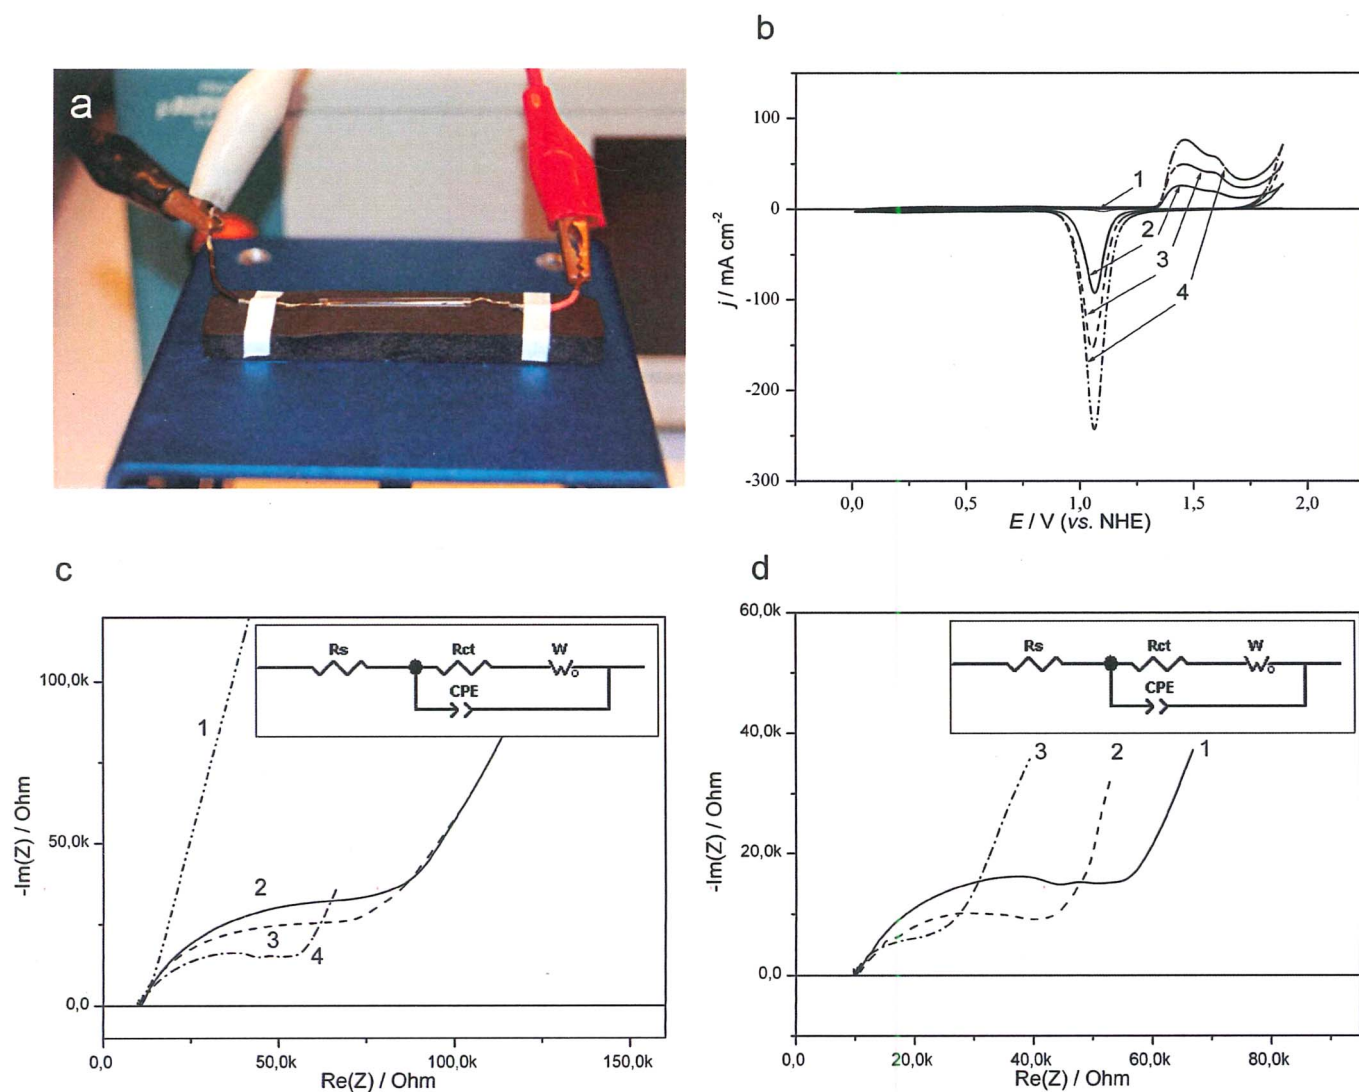 a
b
100
0
-100
-200
-300
j / mA cm-2
1
2
3
4
0,0
0,5
1,0
1,5
2,0
E / V (vs. NHE)
c
100,0k
50,0k
0,0
-Im(Z) / Ohm
Rs
Rct
W
o
CPE
1
2
3
4
0,0
50,0k
100,0k
150,0k
Re(Z) / Ohm
d
60,0k
40,0k
20,0k
0,0
-Im(Z) / Ohm
Rs
Rct
W
o
CPE
3
2
1
0,0
20,0k
40,0k
60,0k
80,0k
Re(Z) / Ohm